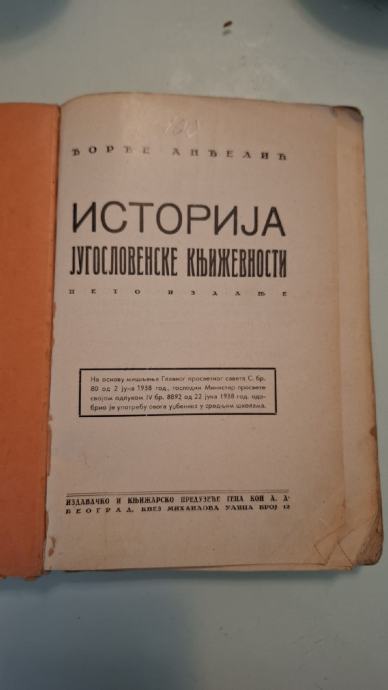 100
ЂОРЂЕ АНЂЕЛИЋ
ИСТОРИЈА
ЈУГОСЛОВЕНСКЕ КЊИЖЕВНОСТИ
ПЕТО ИЗДАЊЕ
На основу мишљења Главног просветног савета С. бр.
80 од 2 јуна 1938 год., господин Министар просвете
својом одлуком IV бр. 8892 од 22 јуна 1938 год. одо-
брио је употребу овога уџбеника у средњим школама.
ИЗДАВАЧКО И КЊИЖАРСКО ПРЕДУЗЕЋЕ ГЕЦА КОН А. Д.
БЕОГРАД, КНЕЗ МИХАИЛОВА УЛИЦА БРОЈ 12